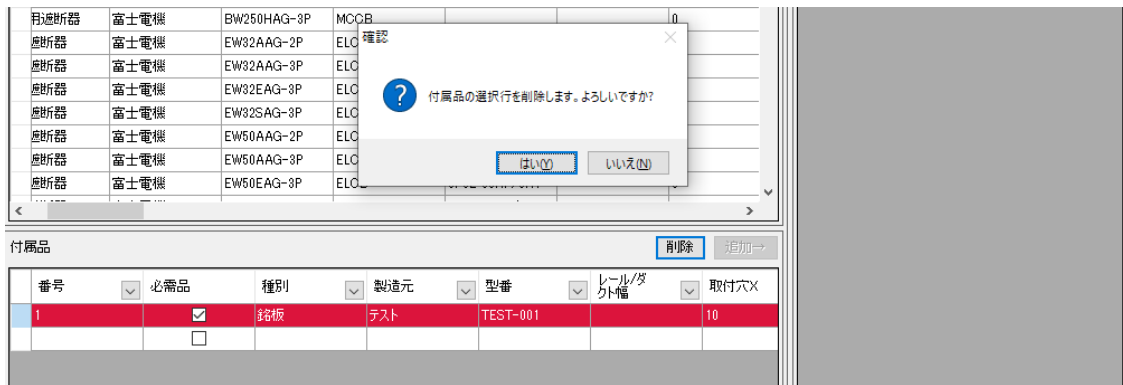 用遮断器 富士電機 BW250HAG-3P MCCB 0
遮断器 富士電機 EW32AAG-2P ELC
遮断器 富士電機 EW32AAG-3P ELC
遮断器 富士電機 EW32EAG-3P ELC
遮断器 富士電機 EW32SAG-3P ELC
遮断器 富士電機 EW50AAG-2P ELC
遮断器 富士電機 EW50AAG-3P ELC
遮断器 富士電機 EW50EAG-3P ELCB
確認
付属品の選択行を削除します。よろしいですか?
はい(Y) いいえ(N)
付属品 削除 追加→
番号 必需品 種別 製造元 型番 レール/ダクト幅 取付穴X
1 銘板 テスト TEST-001 10